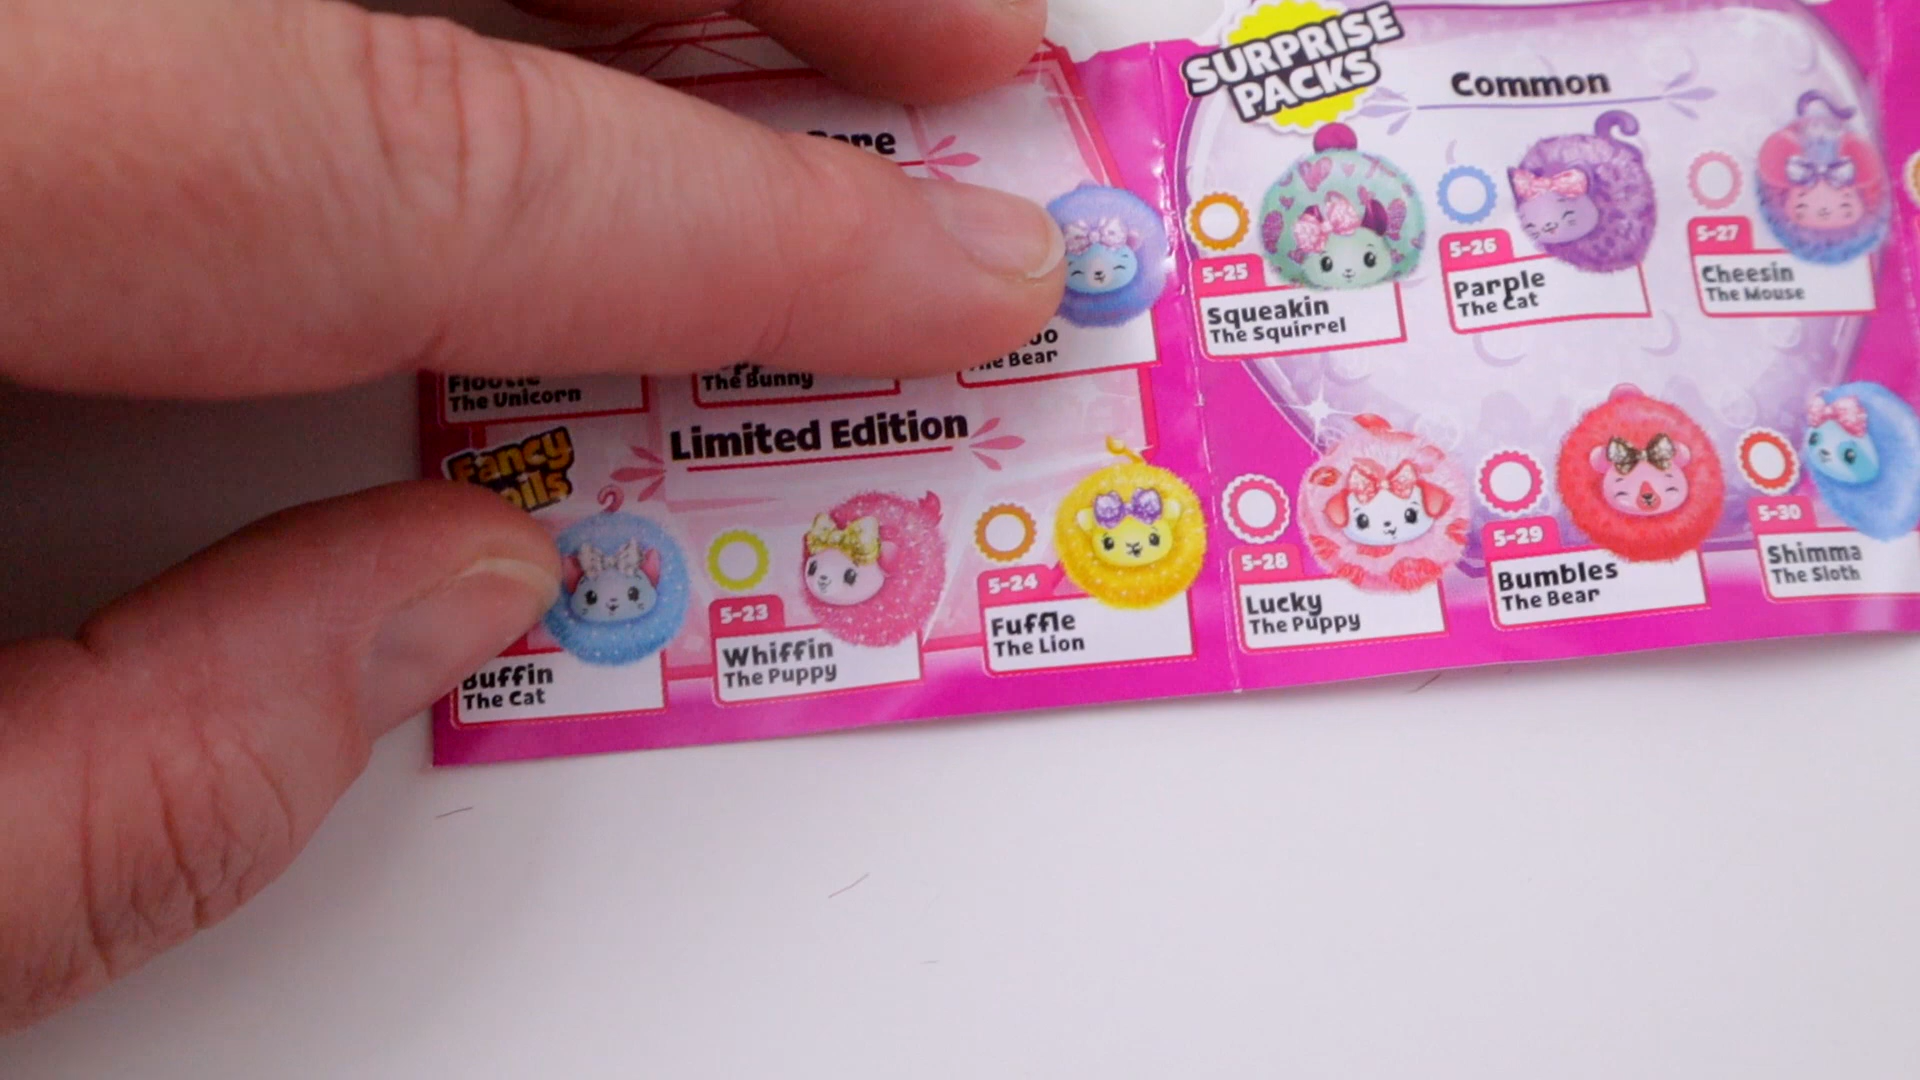 SURPRISE
PACKS
Common
5-25
Squeakin
The Squirrel
5-26
Parple
The Cat
5-27
Cheesin
The Mouse
The Unicorn
The Bunny
The Bear
Limited Edition
Fancy
Buffin
The Cat
5-23
Whiffin
The Puppy
5-24
Fuffle
The Lion
5-28
Lucky
The Puppy
5-29
Bumbles
The Bear
5-30
Shimma
The Sloth